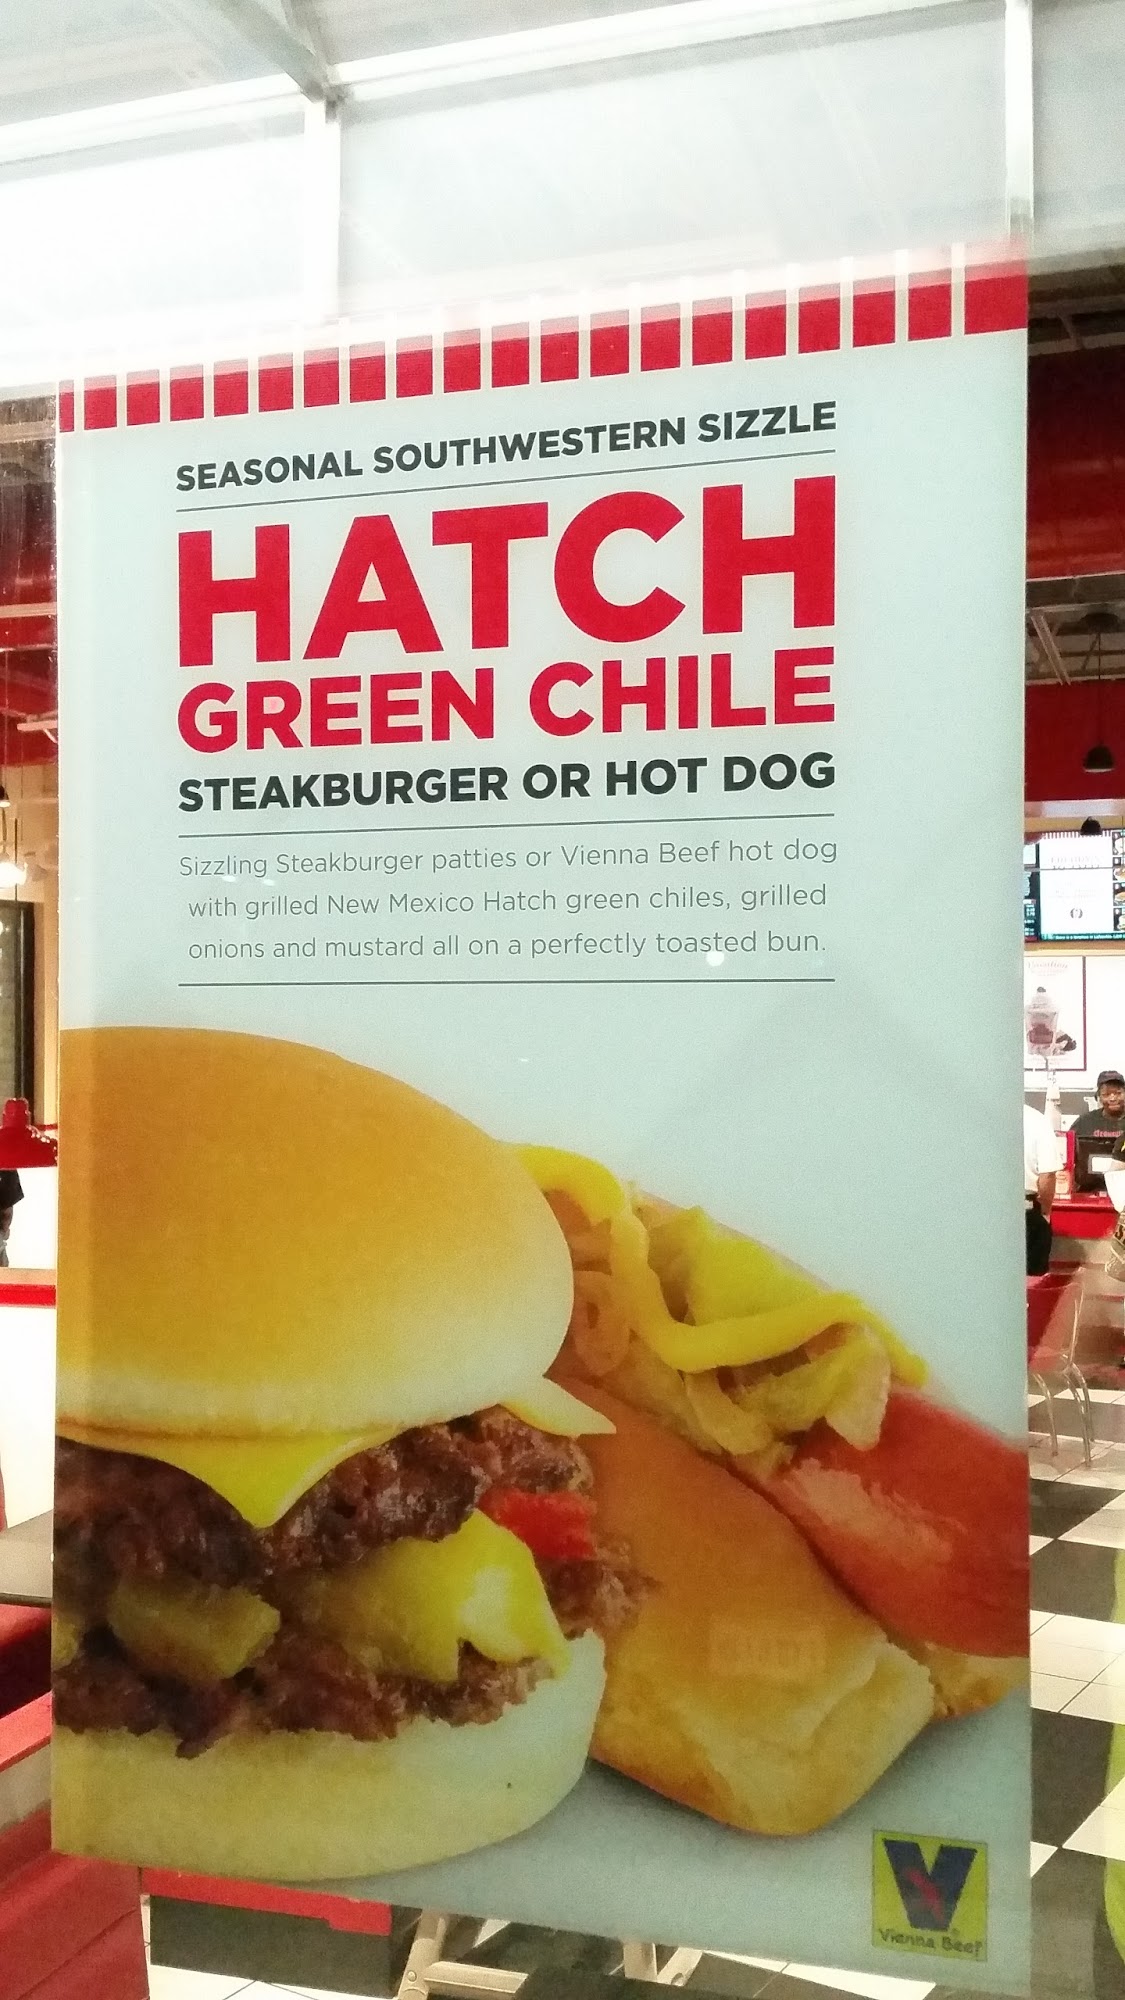 SEASONAL SOUTHWESTERN SIZZLE
HATCH
GREEN CHILE
STEAKBURGER OR HOT DOG
Sizzling Steakburger patties or Vienna Beef hot dog
with grilled New Mexico Hatch green chiles, grilled
onions and mustard all on a perfectly toasted bun.
V
Vienna Beef